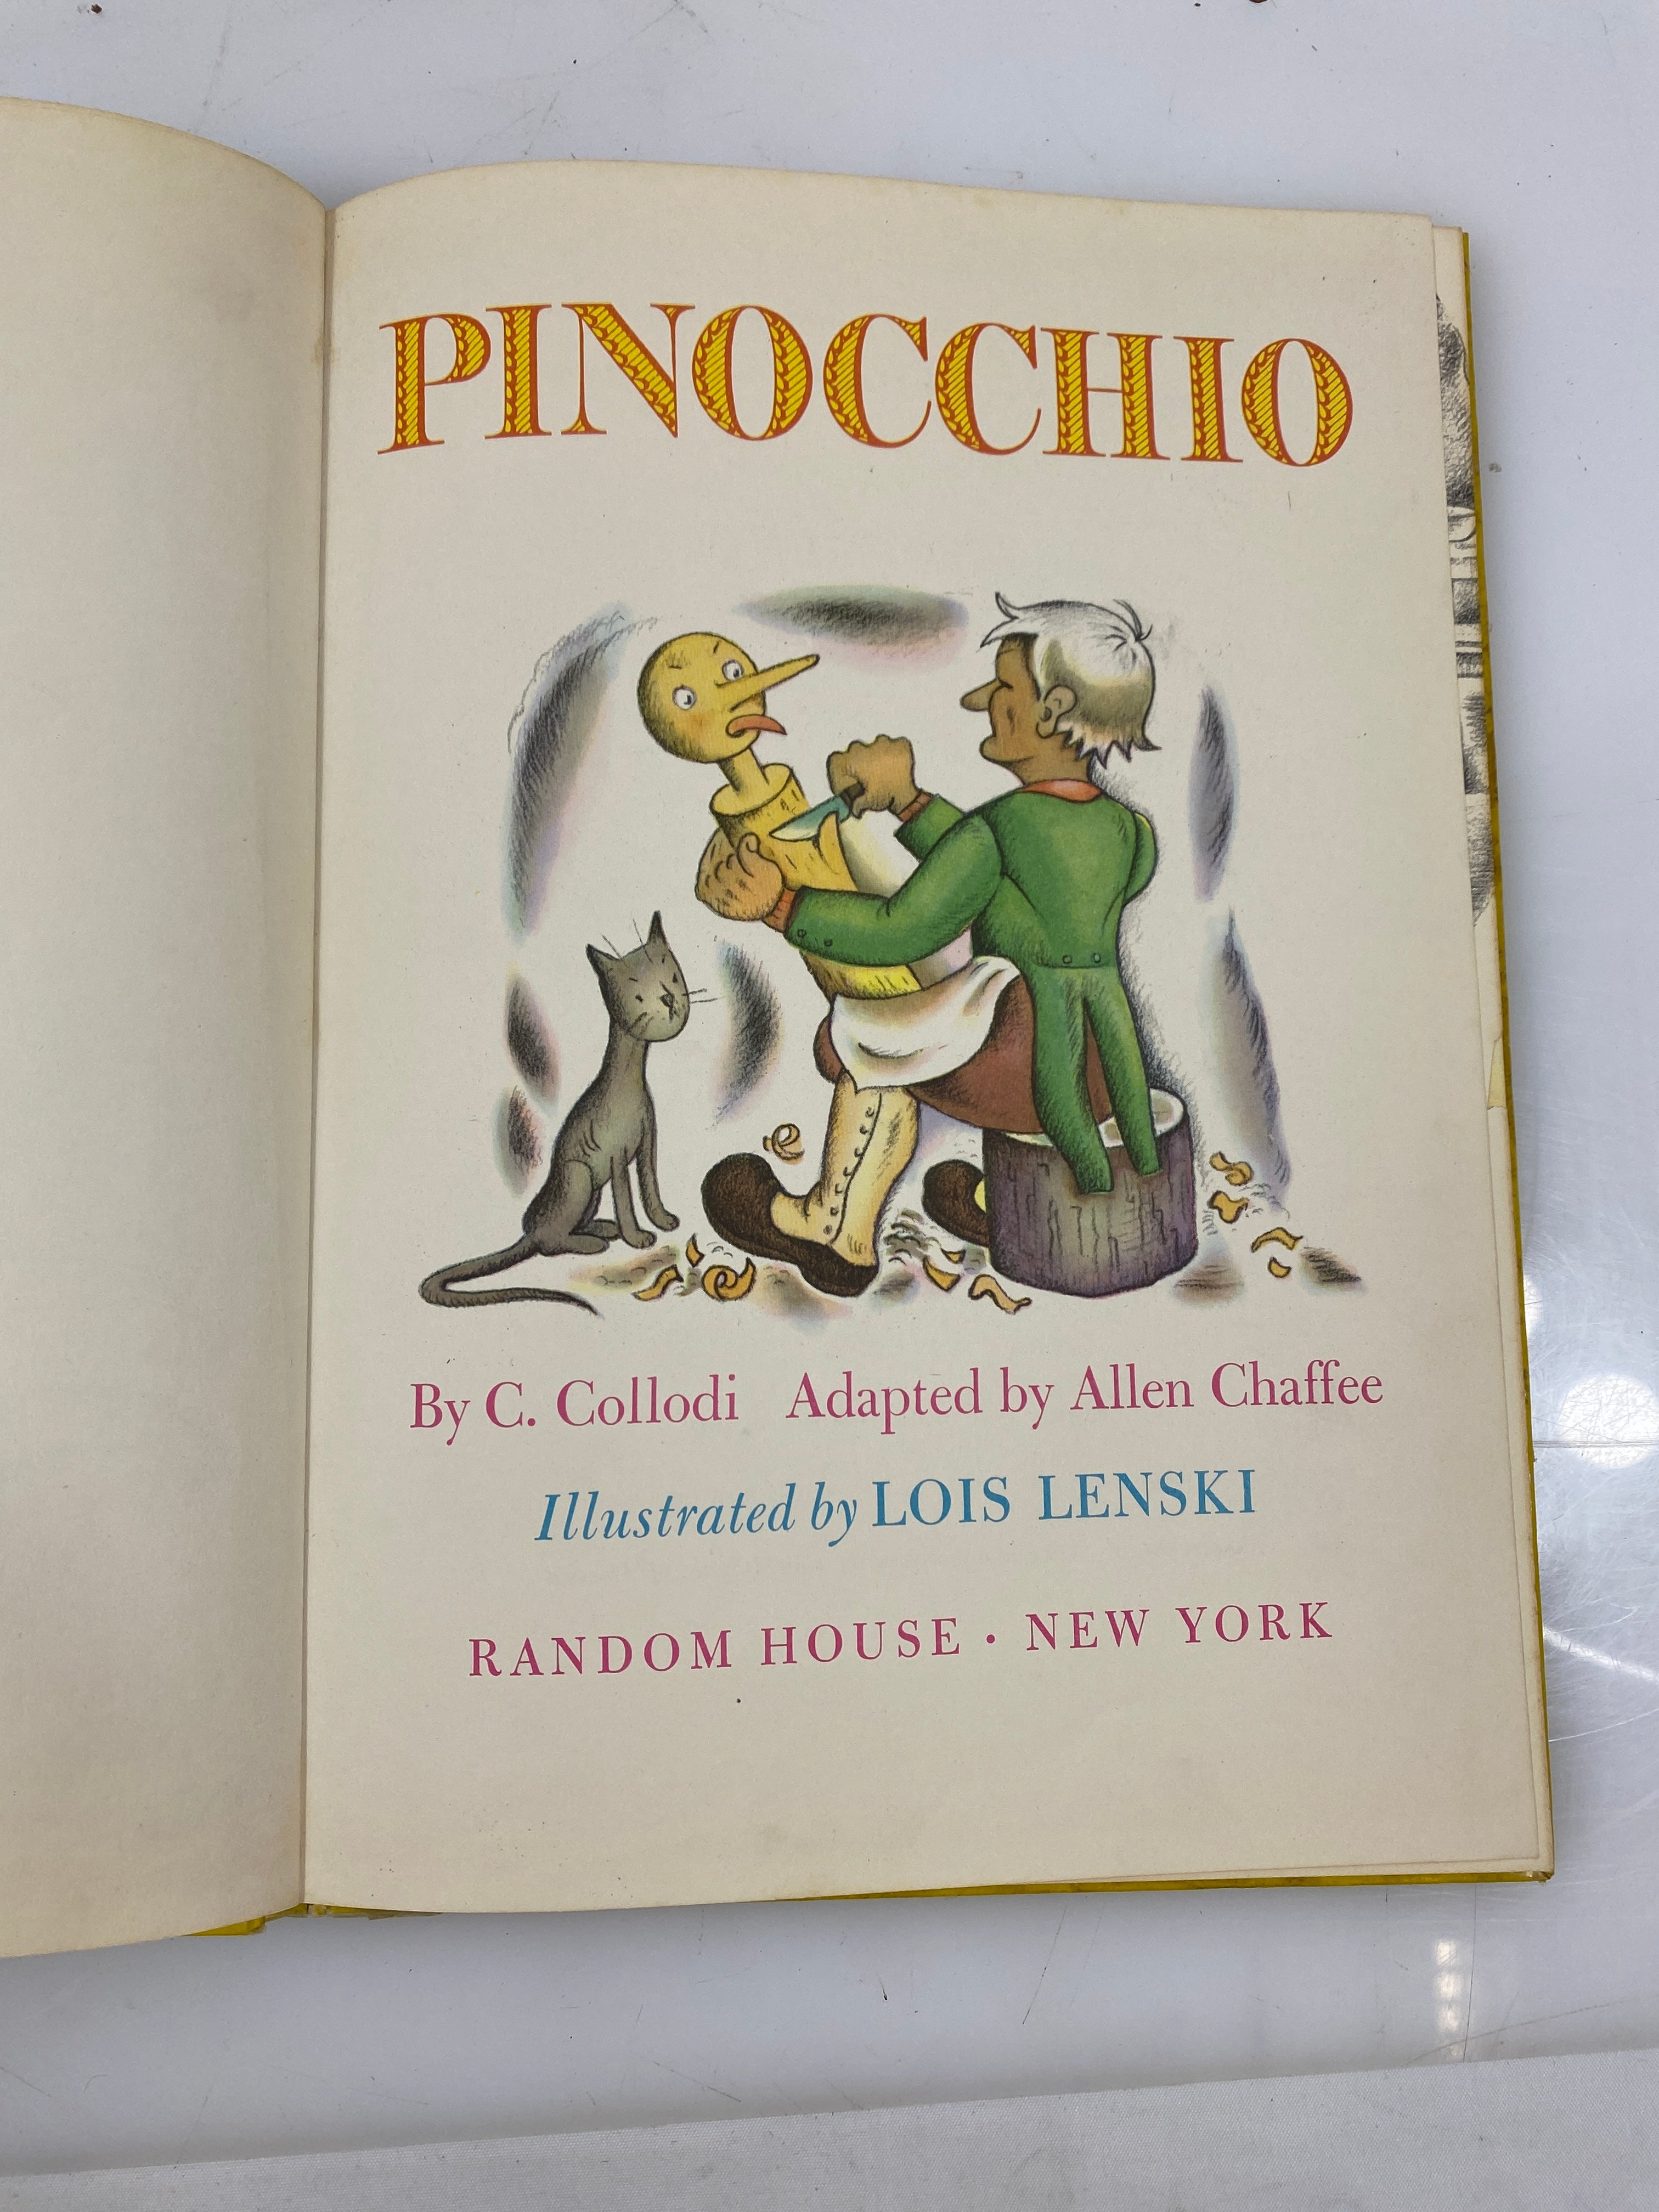 PINOCCHIO
By C. Collodi Adapted by Allen Chaffee
Illustrated by LOIS LENSKI
RANDOM HOUSE · NEW YORK